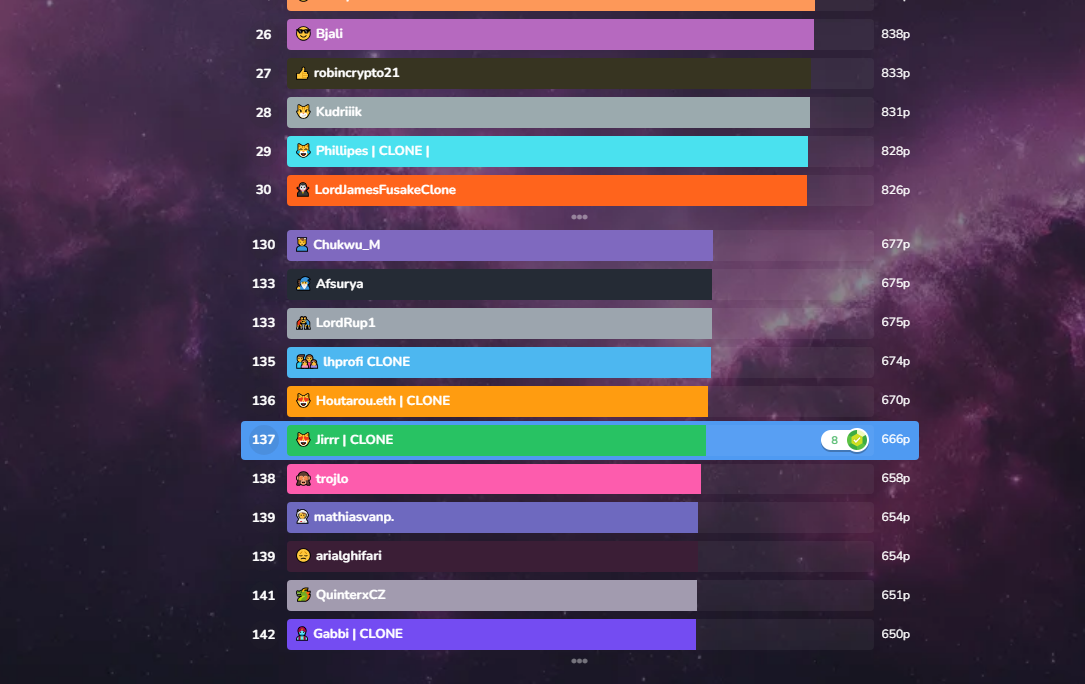 26 Bjali 838p
27 robincrypto21 833p
28 Kudriiik 831p
29 Phillipes | CLONE | 828p
30 LordJamesFusakeClone 826p
•••
130 Chukwu_M 677p
133 Afsurya 675p
133 LordRup1 675p
135 lhprofi CLONE 674p
136 Houtarou.eth | CLONE 670p
137 Jirrr | CLONE 8 666p
138 trojlo 658p
139 mathiasvanp. 654p
139 arialghifari 654p
141 QuinterxCZ 651p
142 Gabbi | CLONE 650p
•••